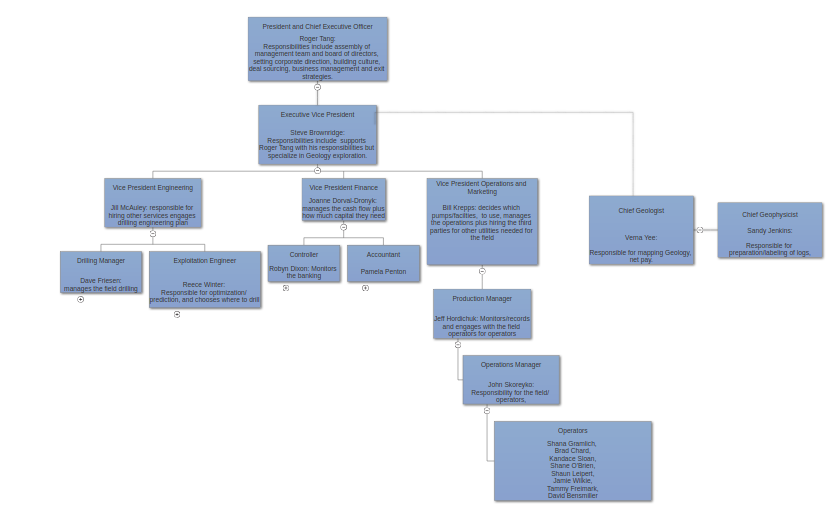 President and Chief Executive Officer
Roger Tang:
Responsibilities include assembly of
management team and board of directors,
setting corporate direction, building culture,
deal sourcing, business management and exit
strategies.
Executive Vice President
Steve Brownridge:
Responsibilities include supports
Roger Tang with his responsibilities but
specialize in Geology exploration.
Vice President Engineering
Jill McAuley: responsible for
hiring other services engages
drilling engineering plan
Vice President Finance
Joanne Dorval-Dronyk:
manages the cash flow plus
how much capital they need
Vice President Operations and
Marketing
Bill Krepps: decides which
pumps/facilities, to use, manages
the operations plus hiring the third
parties for other utilities needed for
the field
Chief Geologist
Verna Yee:
Responsible for mapping Geology,
net pay.
Chief Geophysicist
Sandy Jenkins:
Responsible for
preparation/labeling of logs,
Drilling Manager
Dave Friesen:
manages the field drilling
Exploitation Engineer
Reece Winter:
Responsible for optimization/
prediction, and chooses where to drill
Controller
Robyn Dixon: Monitors
the banking
Accountant
Pamela Penton
Production Manager
Jeff Hordichuk: Monitors/records
and engages with the field
operators for operators
Operations Manager
John Skoreyko:
Responsibility for the field/
operators,
Operators
Shana Gramlich,
Brad Chard,
Kandace Sloan,
Shane O'Brien,
Shaun Leipert,
Jamie Wilkie,
Tammy Freimark,
David Bensmiller